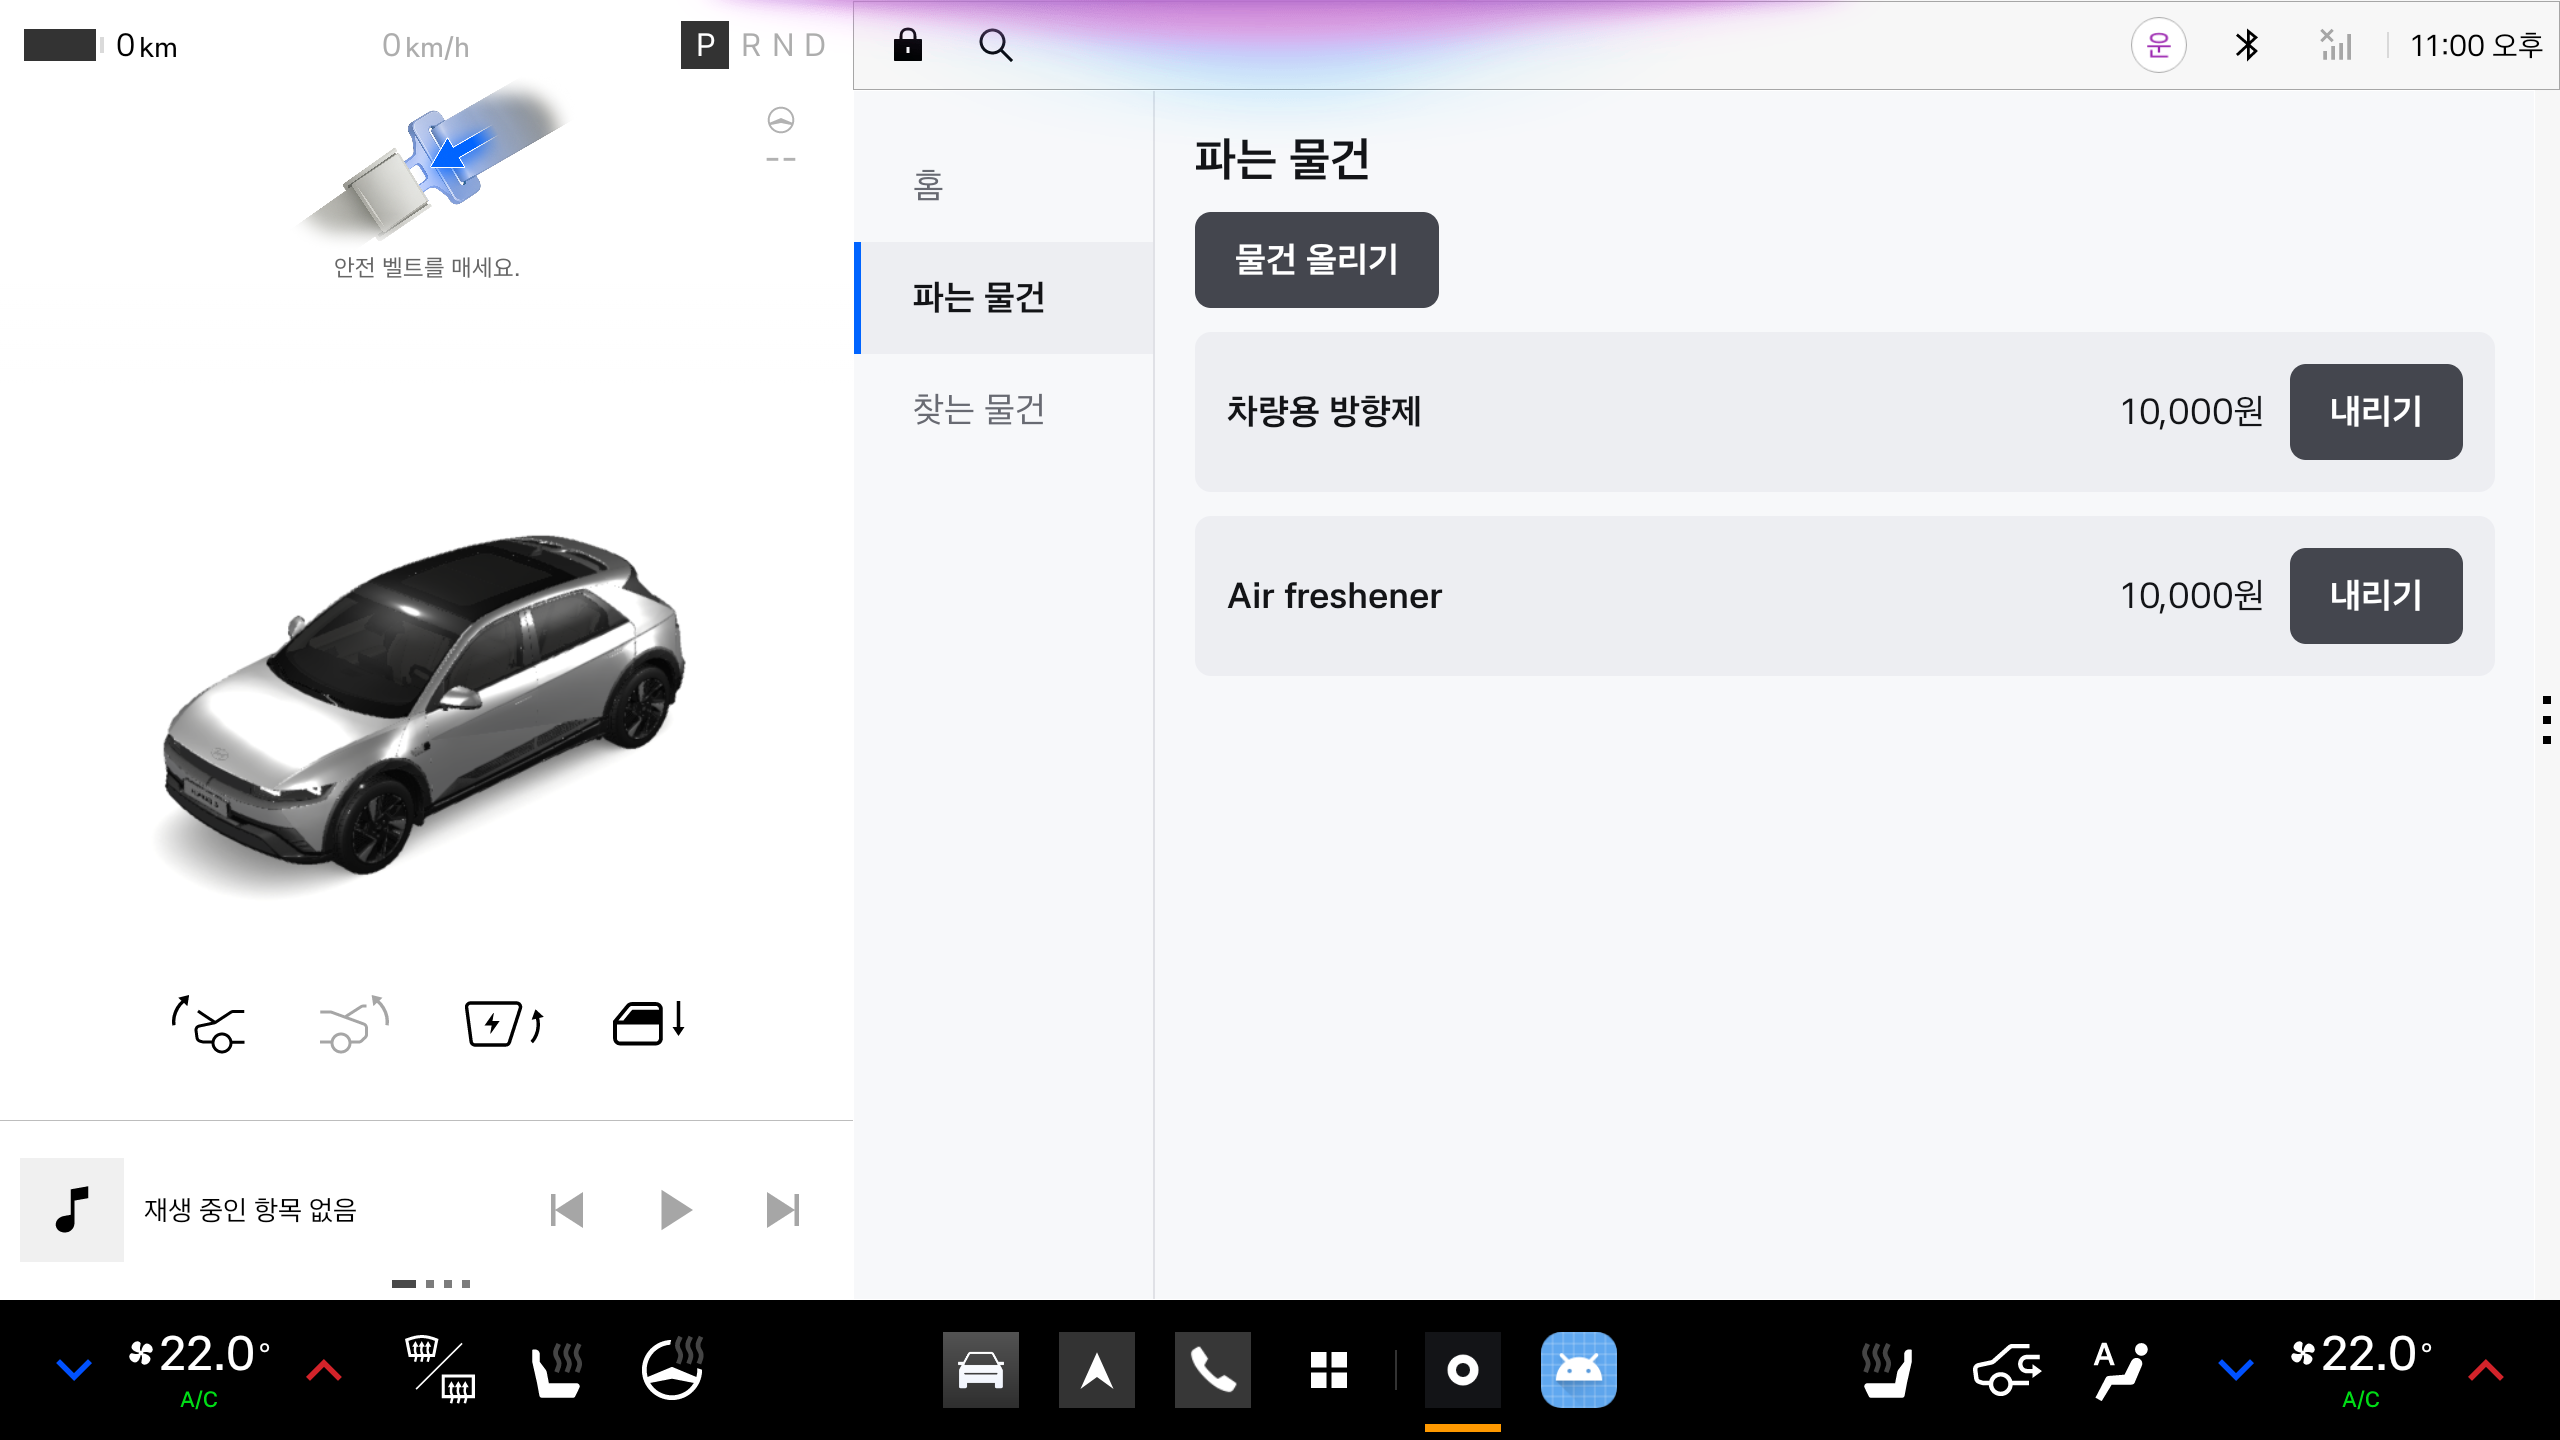 0 km
0 km/h
P R N D
11:00 오후
운
안전 벨트를 매세요.
--
홈
파는 물건
찾는 물건
파는 물건
물건 올리기
차량용 방향제
10,000원
내리기
Air freshener
10,000원
내리기
재생 중인 항목 없음
22.0°
A/C
A
22.0°
A/C